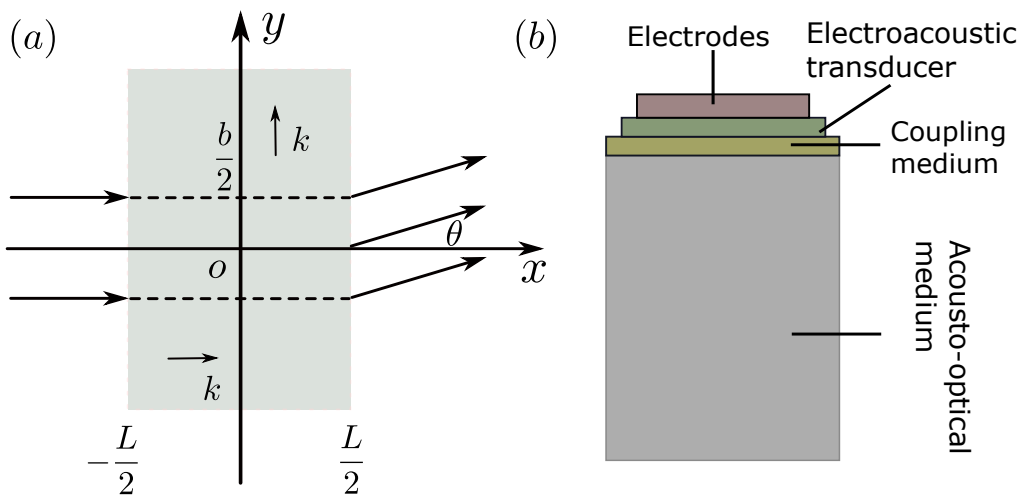 (a)
y
b
2
k
θ
o
x
k
-L
2
L
2
(b)
Electrodes
Electroacoustic
transducer
Coupling
medium
Acousto-optical
medium